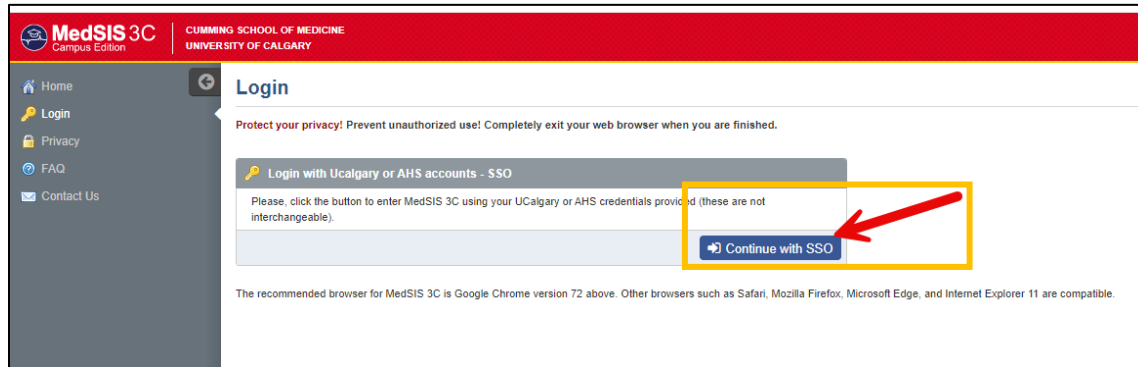 MedSIS 3C
Campus Edition
CUMMING SCHOOL OF MEDICINE
UNIVERSITY OF CALGARY
Home
Login
Privacy
FAQ
Contact Us
Login
Protect your privacy! Prevent unauthorized use! Completely exit your web browser when you are finished.
Login with Ucalgary or AHS accounts - SSO
Please, click the button to enter MedSIS 3C using your UCalgary or AHS credentials provided (these are not
interchangeable).
Continue with SSO
The recommended browser for MedSIS 3C is Google Chrome version 72 above. Other browsers such as Safari, Mozilla Firefox, Microsoft Edge, and Internet Explorer 11 are compatible.